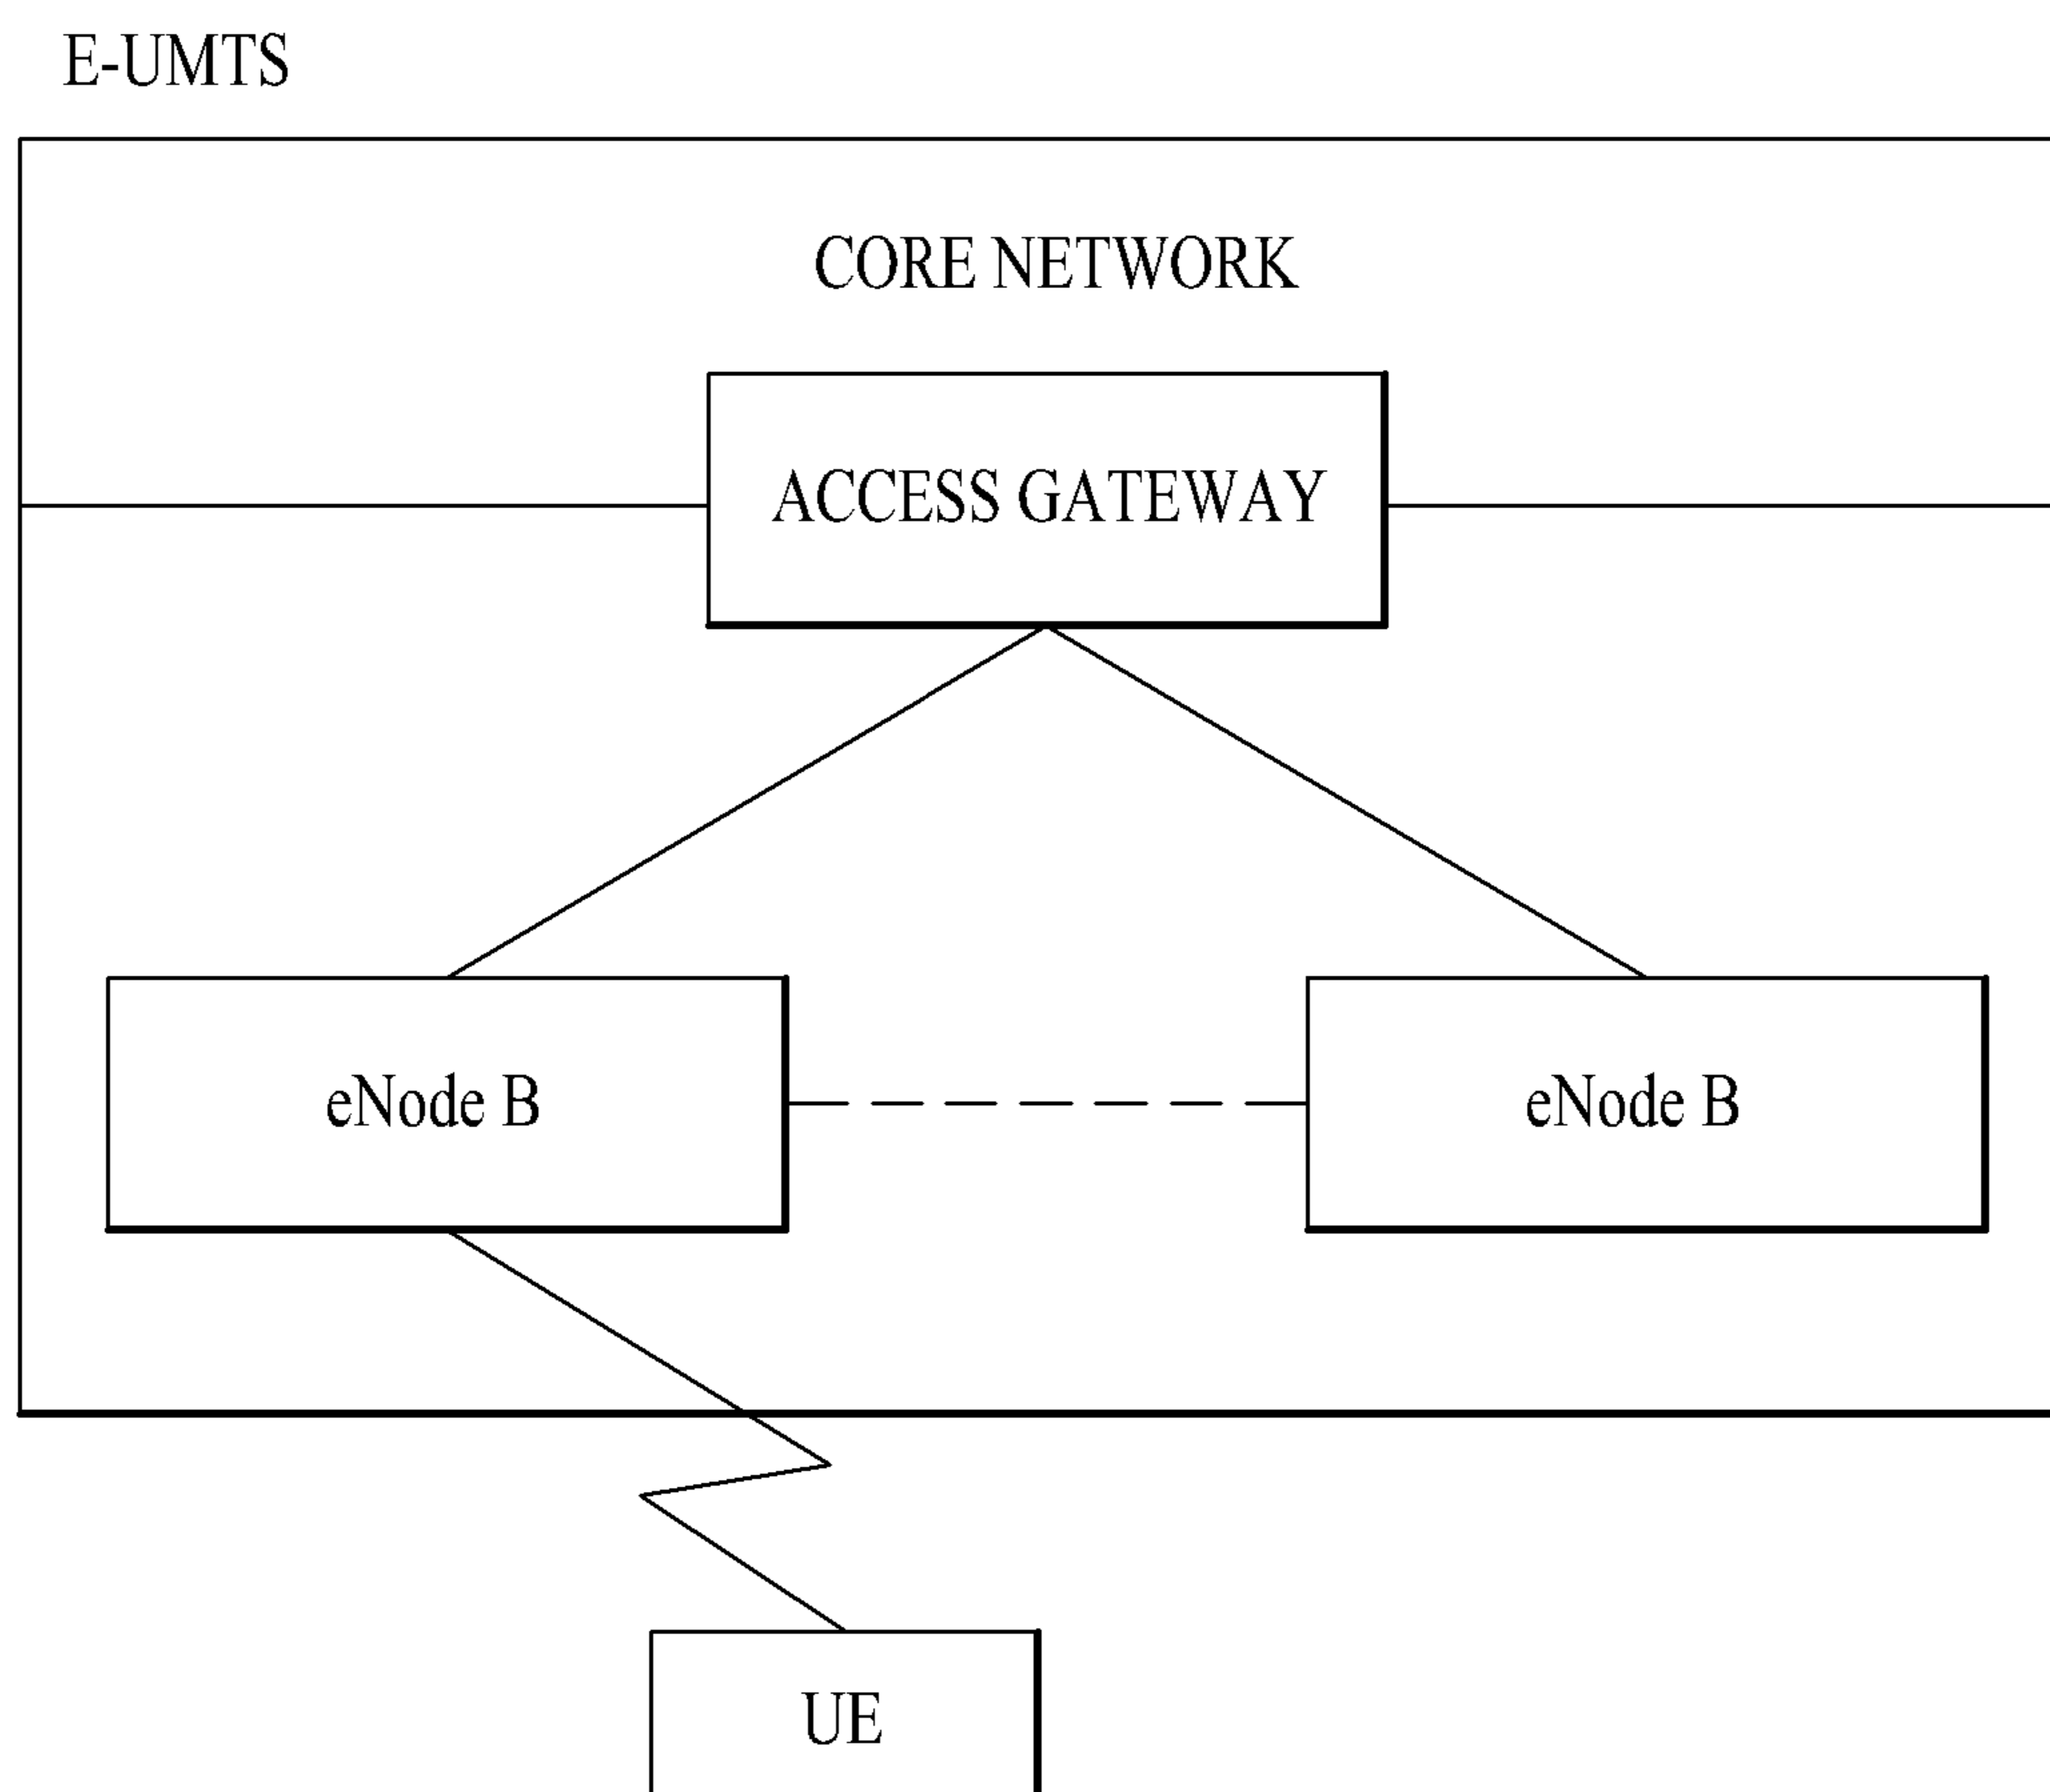 E-UMTS
CORE NETWORK
ACCESS GATEWAY
eNode B
eNode B
UE